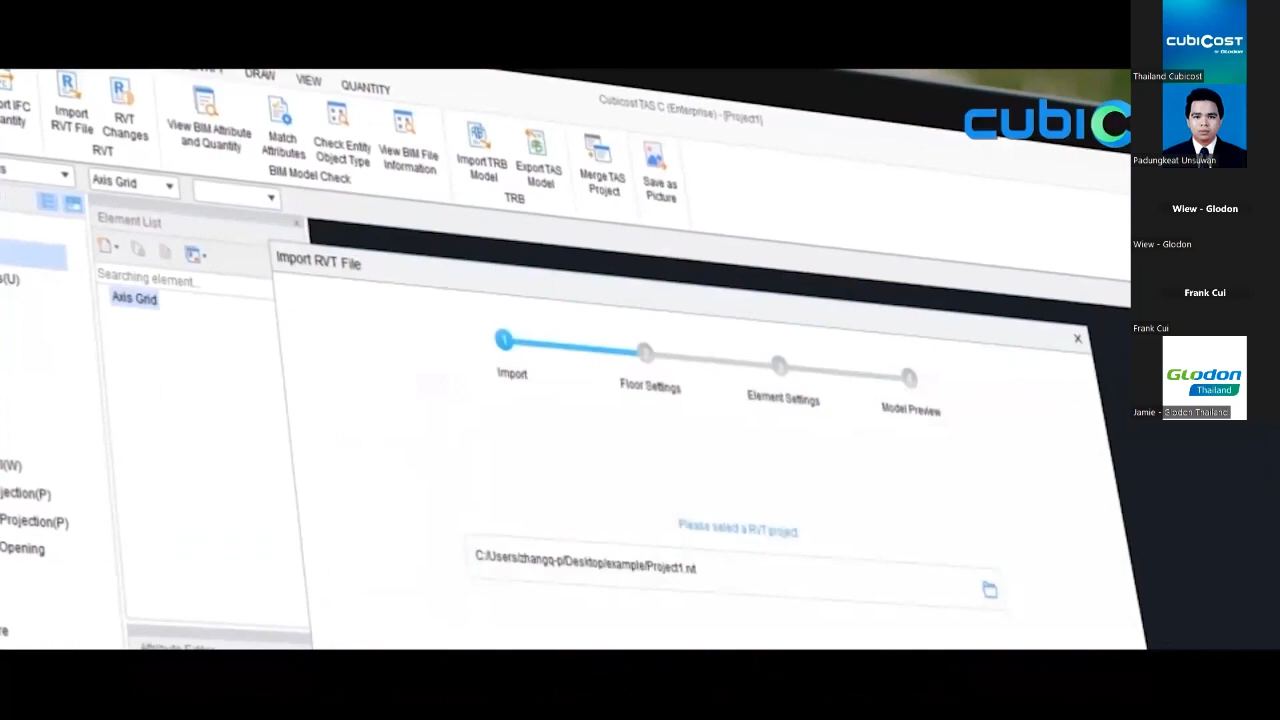 DRAW
VIEW
QUANTITY
Cubicost TAS C (Enterprise) - [Project1]
Import
RVT File
RVT
Changes
RVT
View BIM Attribute
and Quantity
Match
Attributes
Check Entity
Object Type
View BIM File
Information
BIM Model Check
Import TRB
Model
Export TAS
Model
TRB
Merge TAS
Project
Save as
Picture
Axis Grid
Element List
Searching element...
Axis Grid
Import RVT File
1
Import
Floor Settings
Element Settings
Model Preview
Please select a RVT project
C:/Users/zhangq-p/Desktop/example/Project1.rvt
Projection(P)
Opening
cubiC
CUBICOST
by Glodon
Thailand Cubicost
Padungkeat Unsuwan
Wiew - Glodon
Wiew - Glodon
Frank Cui
Frank Cui
GLODON
Thailand
Jamie - Glodon Thailand